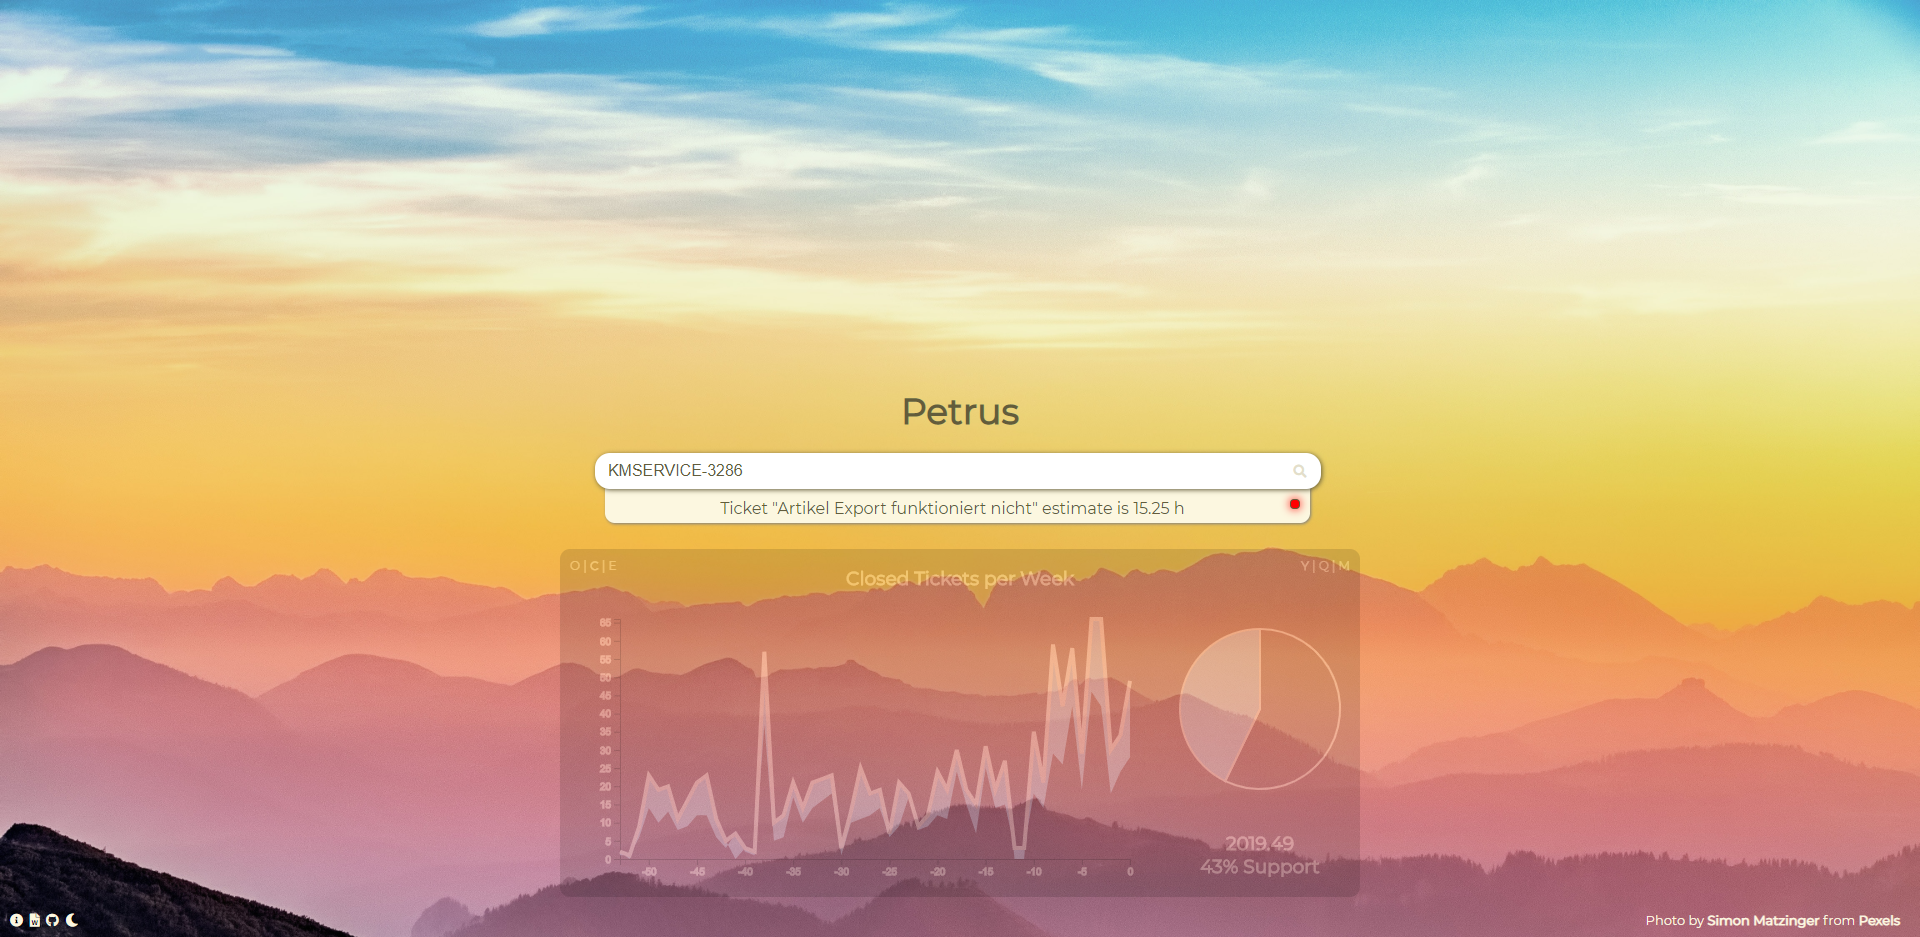 Petrus
KMSERVICE-3286
Ticket "Artikel Export funktioniert nicht" estimate is 15.25 h
O | C | E
Y | Q | M
Closed Tickets per Week
65
60
55
50
45
40
35
30
25
20
15
10
5
0
-50 -45 -40 -35 -30 -25 -20 -15 -10 -5 0
2019.49
43% Support
Photo by Simon Matzinger from Pexels